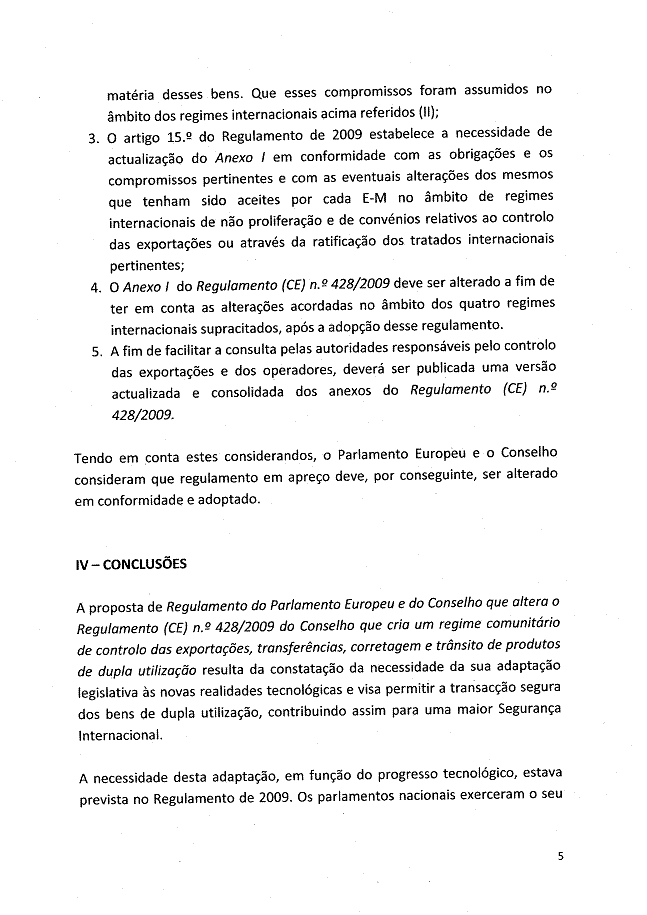 matéria desses bens. Que esses compromissos foram assumidos no
âmbito dos regimes internacionais acima referidos (II);
3. O artigo 15.º do Regulamento de 2009 estabelece a necessidade de
actualização do Anexo I em conformidade com as obrigações e os
compromissos pertinentes e com as eventuais alterações dos mesmos
que tenham sido aceites por cada E-M no âmbito de regimes
internacionais de não proliferação e de convénios relativos ao controlo
das exportações ou através da ratificação dos tratados internacionais
pertinentes;
4. O Anexo I do Regulamento (CE) n.º 428/2009 deve ser alterado a fim de
ter em conta as alterações acordadas no âmbito dos quatro regimes
internacionais supracitados, após a adopção desse regulamento.
5. A fim de facilitar a consulta pelas autoridades responsáveis pelo controlo
das exportações e dos operadores, deverá ser publicada uma versão
actualizada e consolidada dos anexos do Regulamento (CE) n.º
428/2009.
Tendo em conta estes considerandos, o Parlamento Europeu e o Conselho
consideram que regulamento em apreço deve, por conseguinte, ser alterado
em conformidade e adoptado.
IV – CONCLUSÕES
A proposta de Regulamento do Parlamento Europeu e do Conselho que altera o
Regulamento (CE) n.º 428/2009 do Conselho que cria um regime comunitário
de controlo das exportações, transferências, corretagem e trânsito de produtos
de dupla utilização resulta da constatação da necessidade da sua adaptação
legislativa às novas realidades tecnológicas e visa permitir a transacção segura
dos bens de dupla utilização, contribuindo assim para uma maior Segurança
Internacional.
A necessidade desta adaptação, em função do progresso tecnológico, estava
prevista no Regulamento de 2009. Os parlamentos nacionais exerceram o seu
5